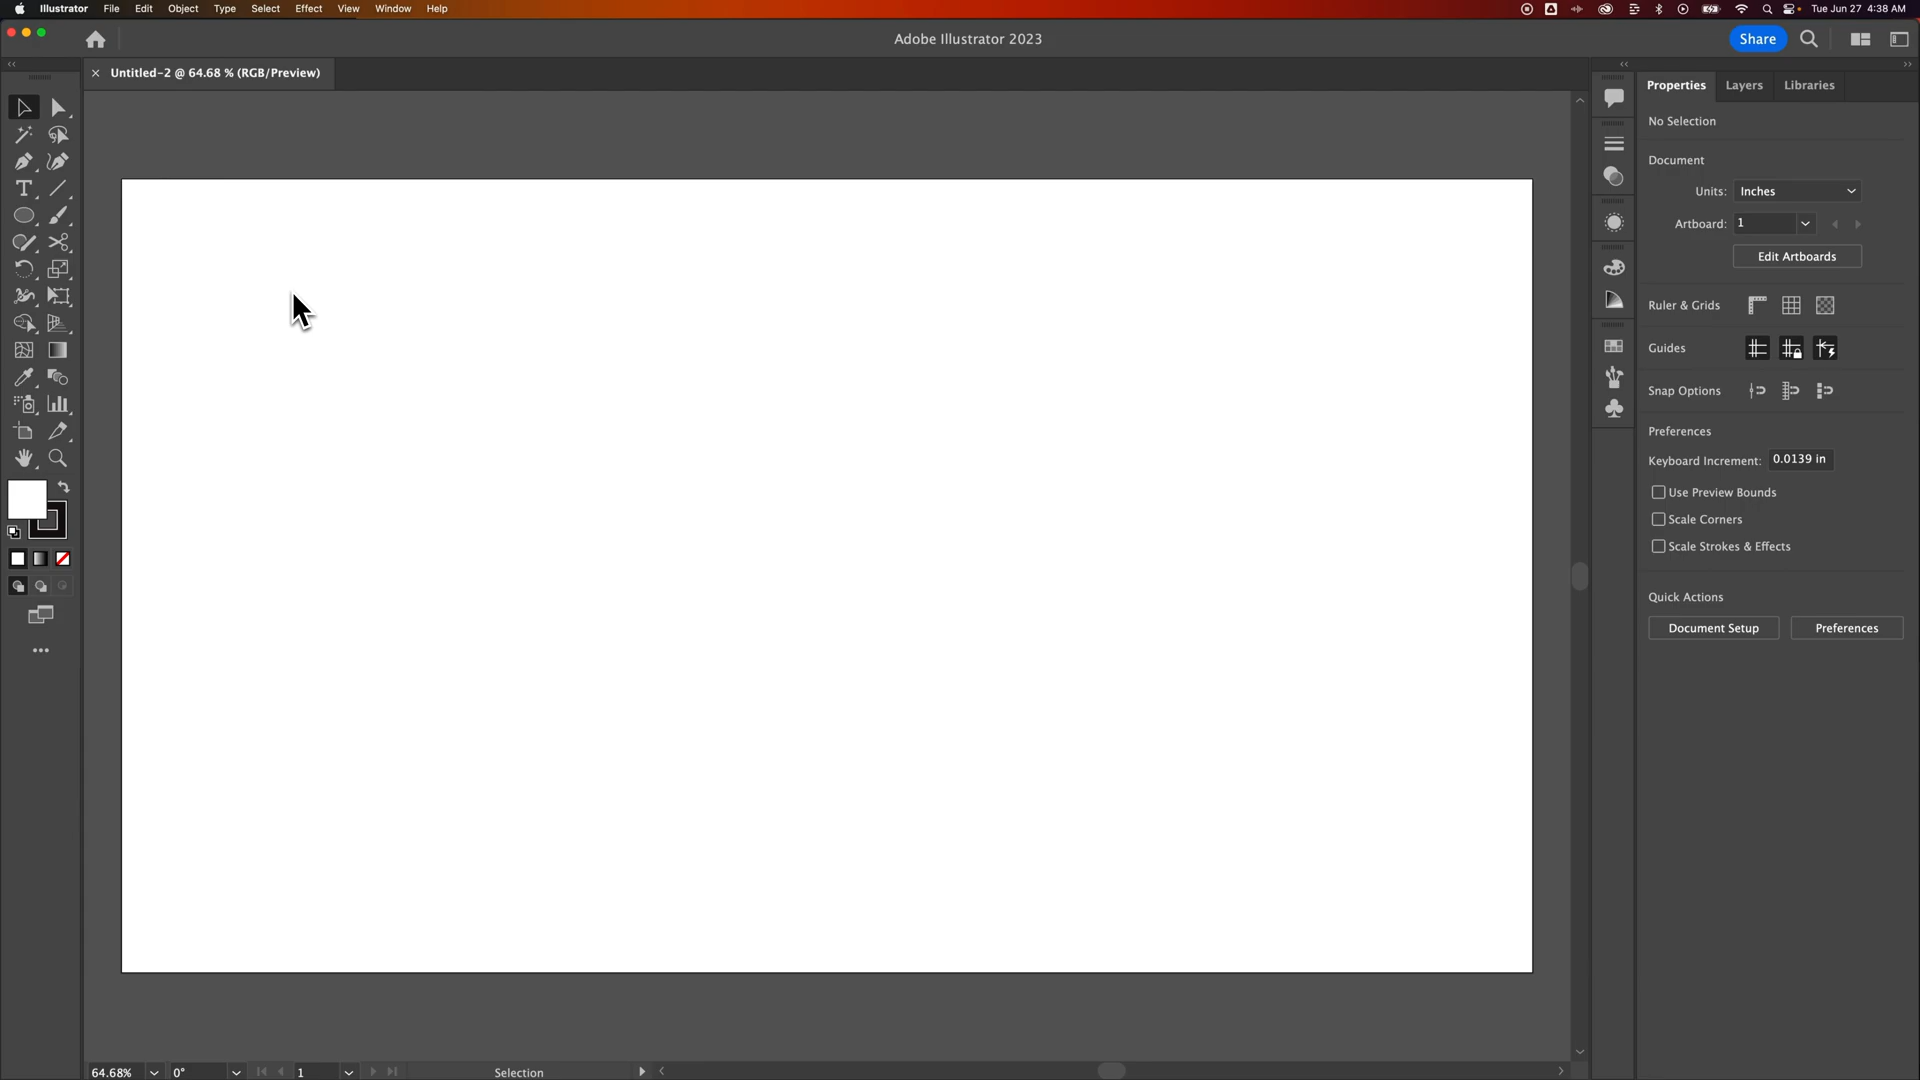 Illustrator File Edit Object Type Select Effect View Window Help Tue Jun 27 4:38 AM
Adobe Illustrator 2023 Share
Untitled-2 @ 64.68 % (RGB/Preview)
Properties Layers Libraries
No Selection
Document
Units: Inches
Artboard: 1
Edit Artboards
Ruler & Grids
Guides
Snap Options
Preferences
Keyboard Increment: 0.0139 in
Use Preview Bounds
Scale Corners
Scale Strokes & Effects
Quick Actions
Document Setup Preferences
64.68% 0° 1 Selection